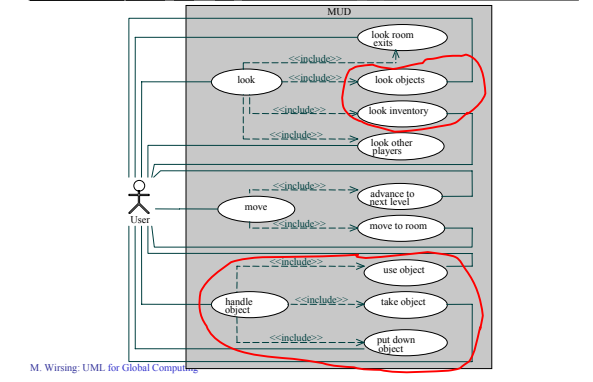 MUD
look room
exits
<<include>>
look
<<include>>
look objects
<<include>>
look inventory
<<include>>
look other
players
User
<<include>>
advance to
next level
move
<<include>>
move to room
<<include>>
use object
handle
object
<<include>>
take object
<<include>>
put down
object
M. Wirsing: UML for Global Computing